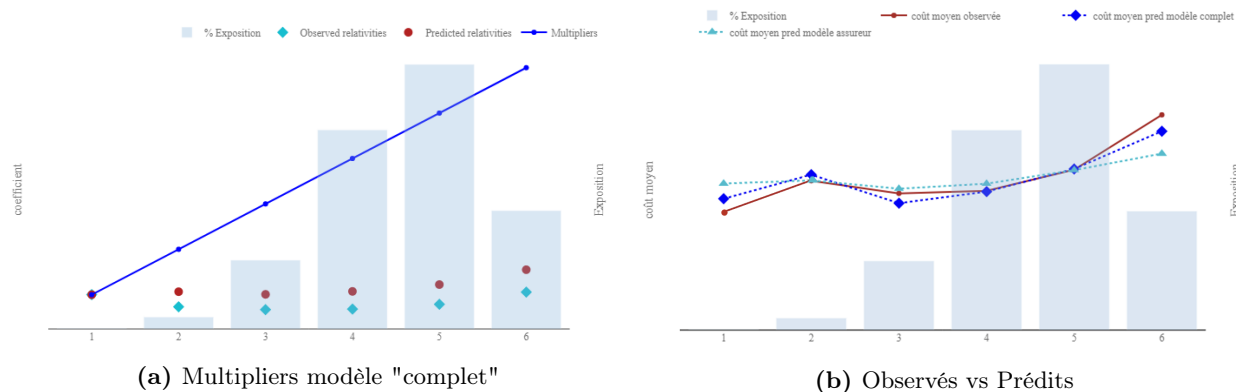 % Exposition Observed relativities Predicted relativities Multipliers
coefficient
Exposition
1 2 3 4 5 6
(a) Multipliers modèle "complet"
% Exposition coût moyen observée coût moyen pred modèle complet
coût moyen pred modèle assureur
coût moyen
Exposition
1 2 3 4 5 6
(b) Observés vs Prédits